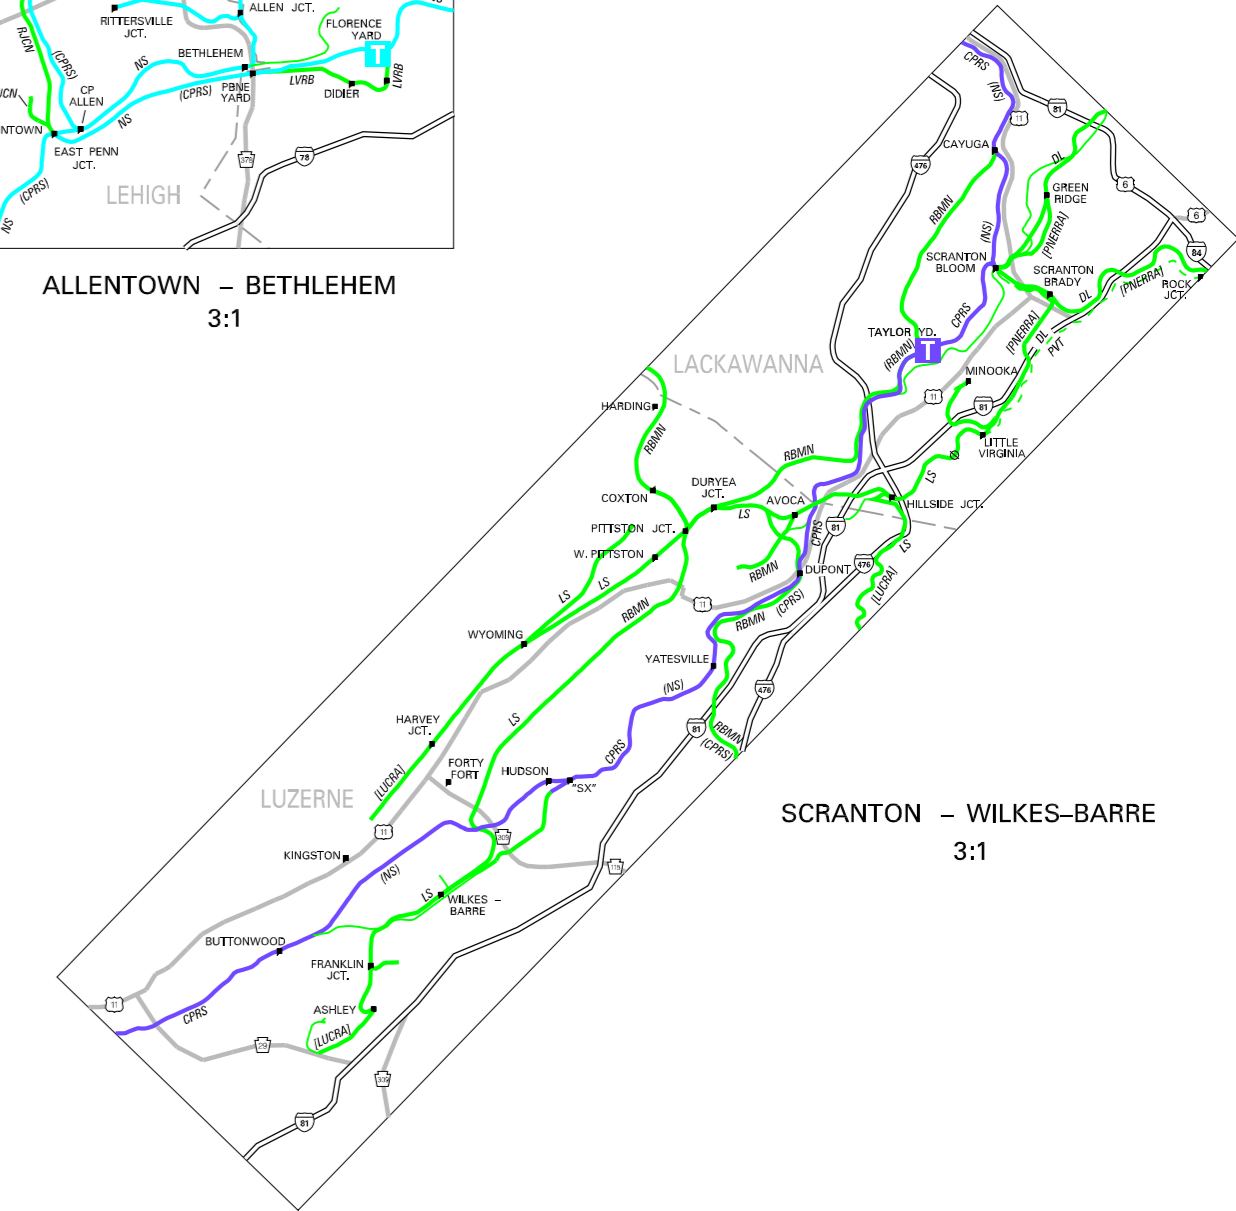 RITTERSVILLE
JCT.
ALLEN JCT.
FLORENCE
YARD
T
BETHLEHEM
RJCN
(CPRS)
NS
CP
ALLEN
(CPRS)
NS
PBNE
YARD
LVRB
DIDIER
LVRB
EAST PENN
JCT.
378
78
LEHIGH
(CPRS)
NS
ALLENTOWN – BETHLEHEM
3:1
CPRS
(NS)
11
81
476
CAYUGA
DL
6
GREEN
RIDGE
RBMN
(NS)
[PNERRA]
6
84
SCRANTON
BLOOM
SCRANTON
BRADY
DL
[PNERRA]
ROCK
JCT.
CPRS
TAYLOR YD.
T
(RBMN)
[PNERRA]
DL
PVT
LACKAWANNA
MINOOKA
11
81
HARDING
RBMN
LITTLE
VIRGINIA
RBMN
DURYEA
JCT.
COXTON
AVOCA
LS
LS
HILLSIDE JCT.
PITTSTON JCT.
CPRS
81
W. PITTSTON
LS
RBMN
DUPONT
476
[LUCRA]
LS
LS
RBMN
11
RBMN
(CPRS)
WYOMING
YATESVILLE
(NS)
476
LS
HARVEY
JCT.
81
RBMN
(CPRS)
CPRS
FORTY
FORT
HUDSON
"SX"
[LUCRA]
LUZERNE
SCRANTON – WILKES–BARRE
3:1
11
309
KINGSTON
115
(NS)
LS
WILKES –
BARRE
BUTTONWOOD
FRANKLIN
JCT.
11
CPRS
ASHLEY
[LUCRA]
29
309
81